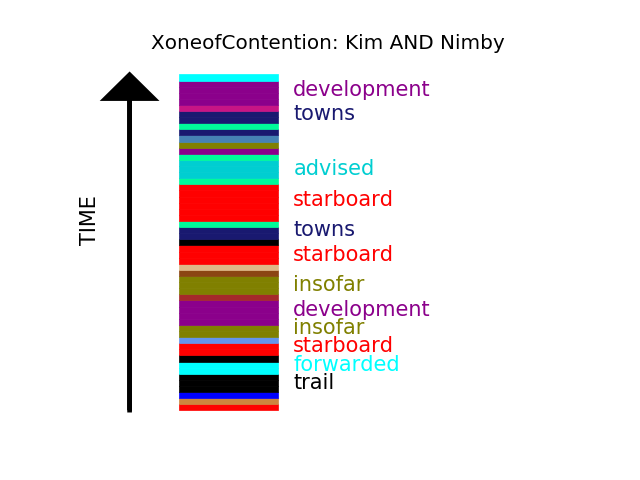 XoneofContention: Kim AND Nimby
development
towns
advised
starboard
towns
starboard
insofar
development
insofar
starboard
forwarded
trail
TIME